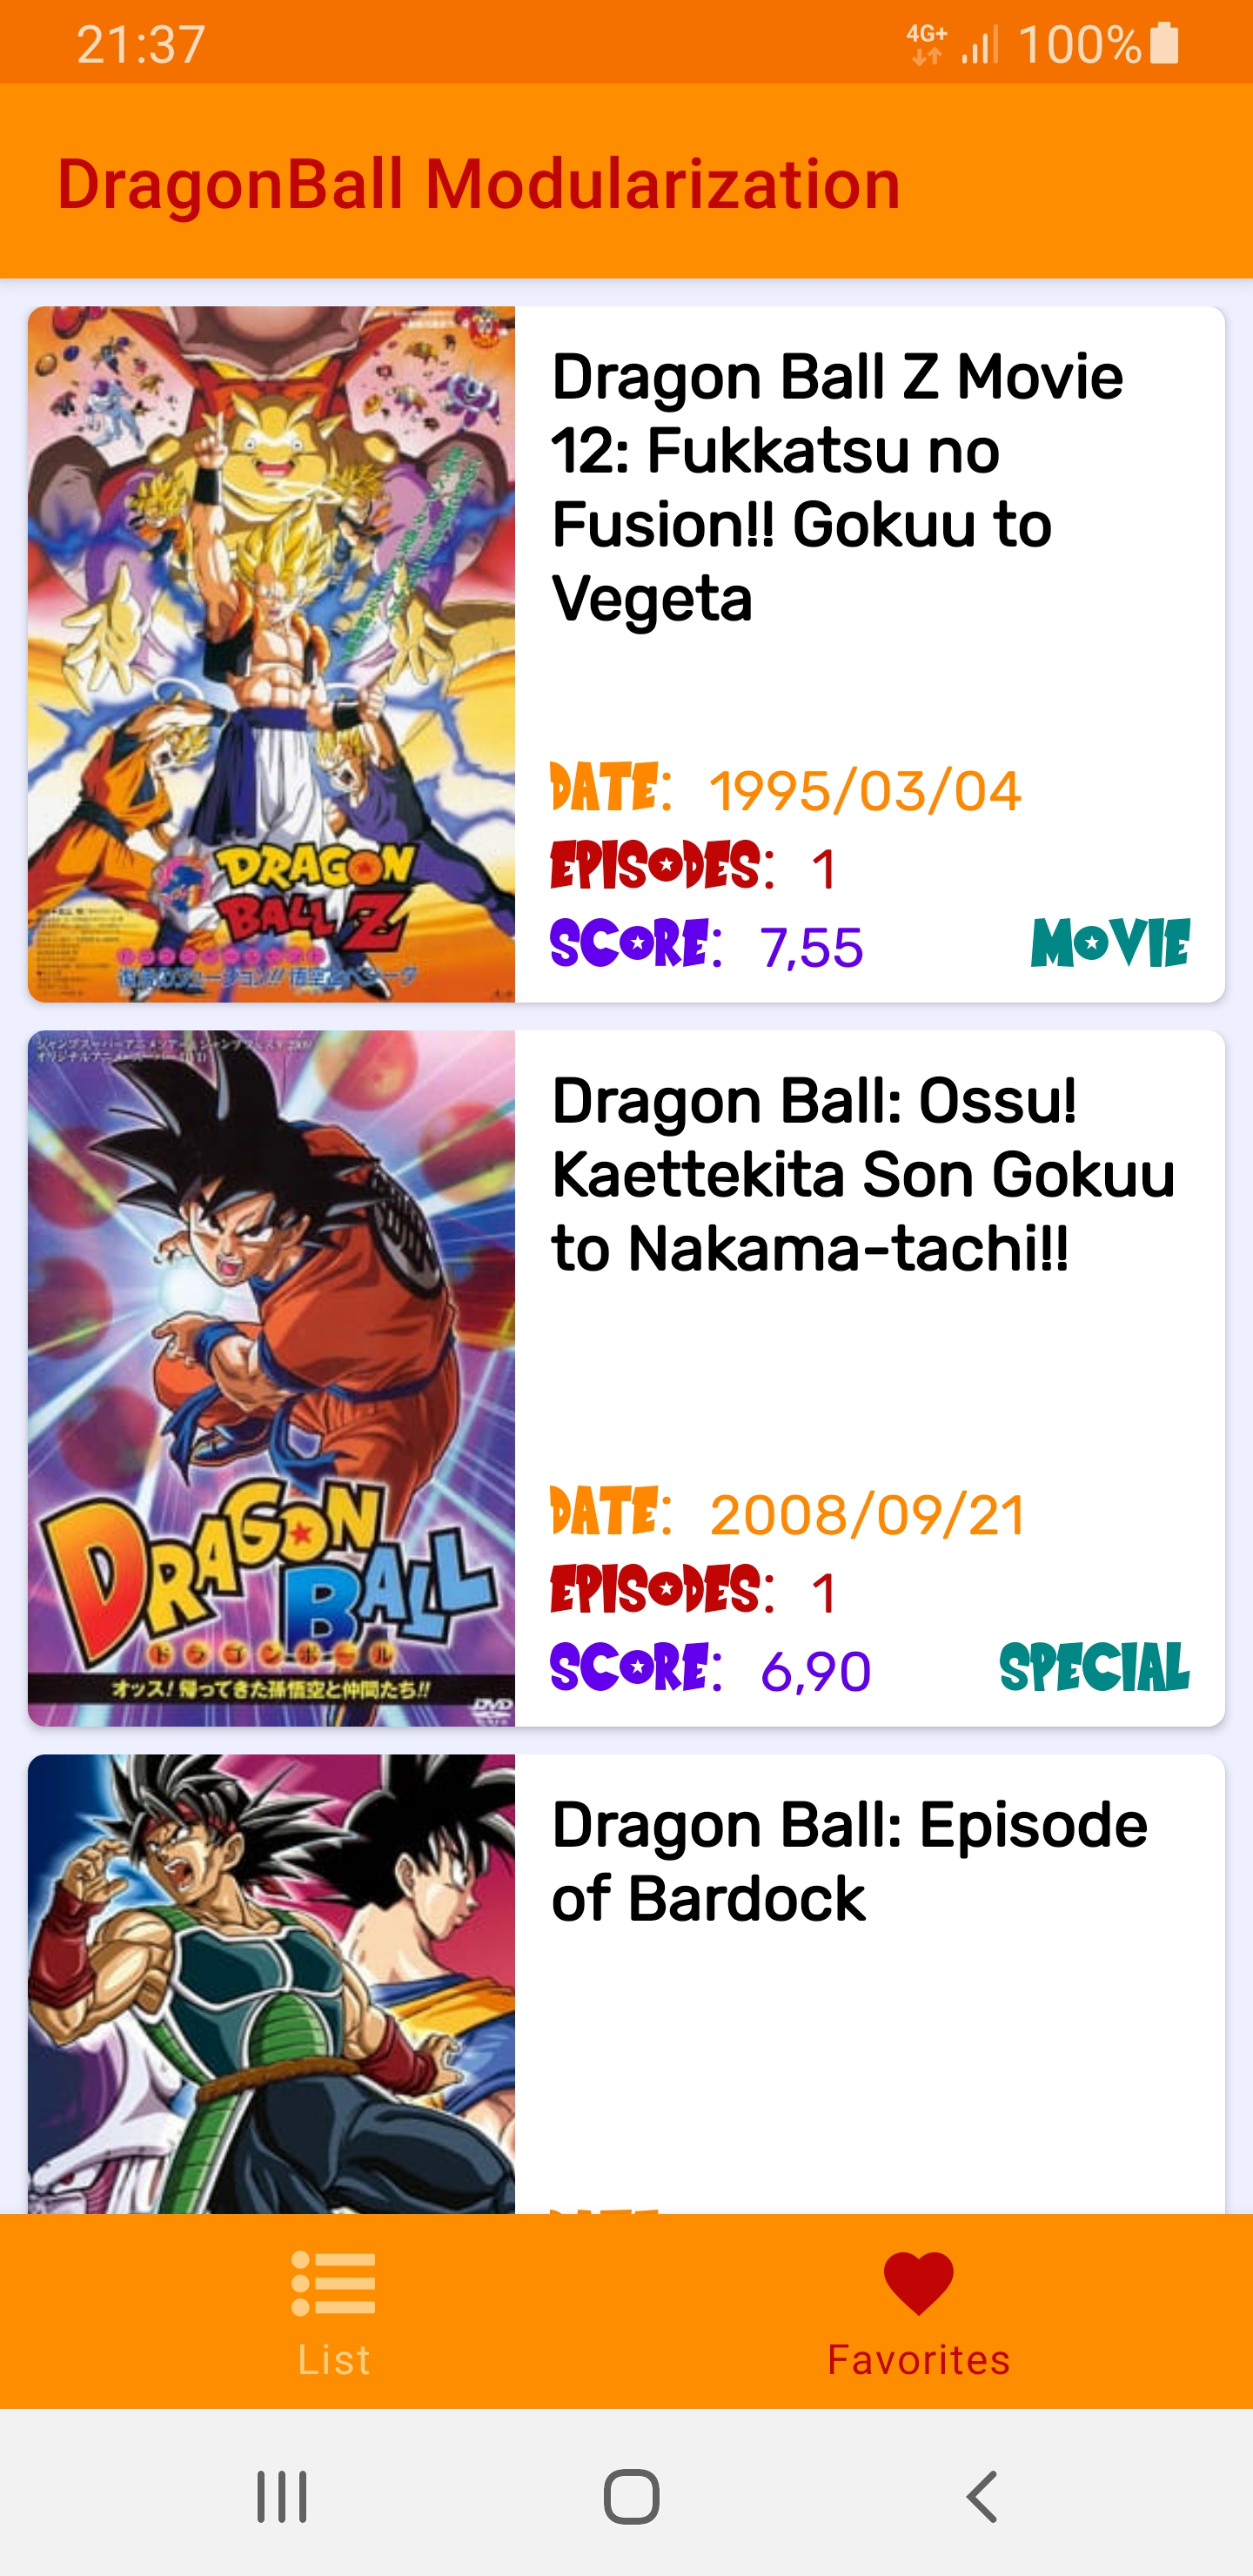 21:37
4G+
100%
DragonBall Modularization
DRAGON
BALL Z
Dragon Ball Z Movie
12: Fukkatsu no
Fusion!! Gokuu to
Vegeta
DATE: 1995/03/04
EPISODES: 1
SCORE: 7,55
MOVIE
DRAGON
BALL
ドラゴンボール
オッス!帰ってきた孫悟空と仲間たち!!
DVD
Dragon Ball: Ossu!
Kaettekita Son Gokuu
to Nakama-tachi!!
DATE: 2008/09/21
EPISODES: 1
SCORE: 6,90
SPECIAL
Dragon Ball: Episode
of Bardock
List
Favorites